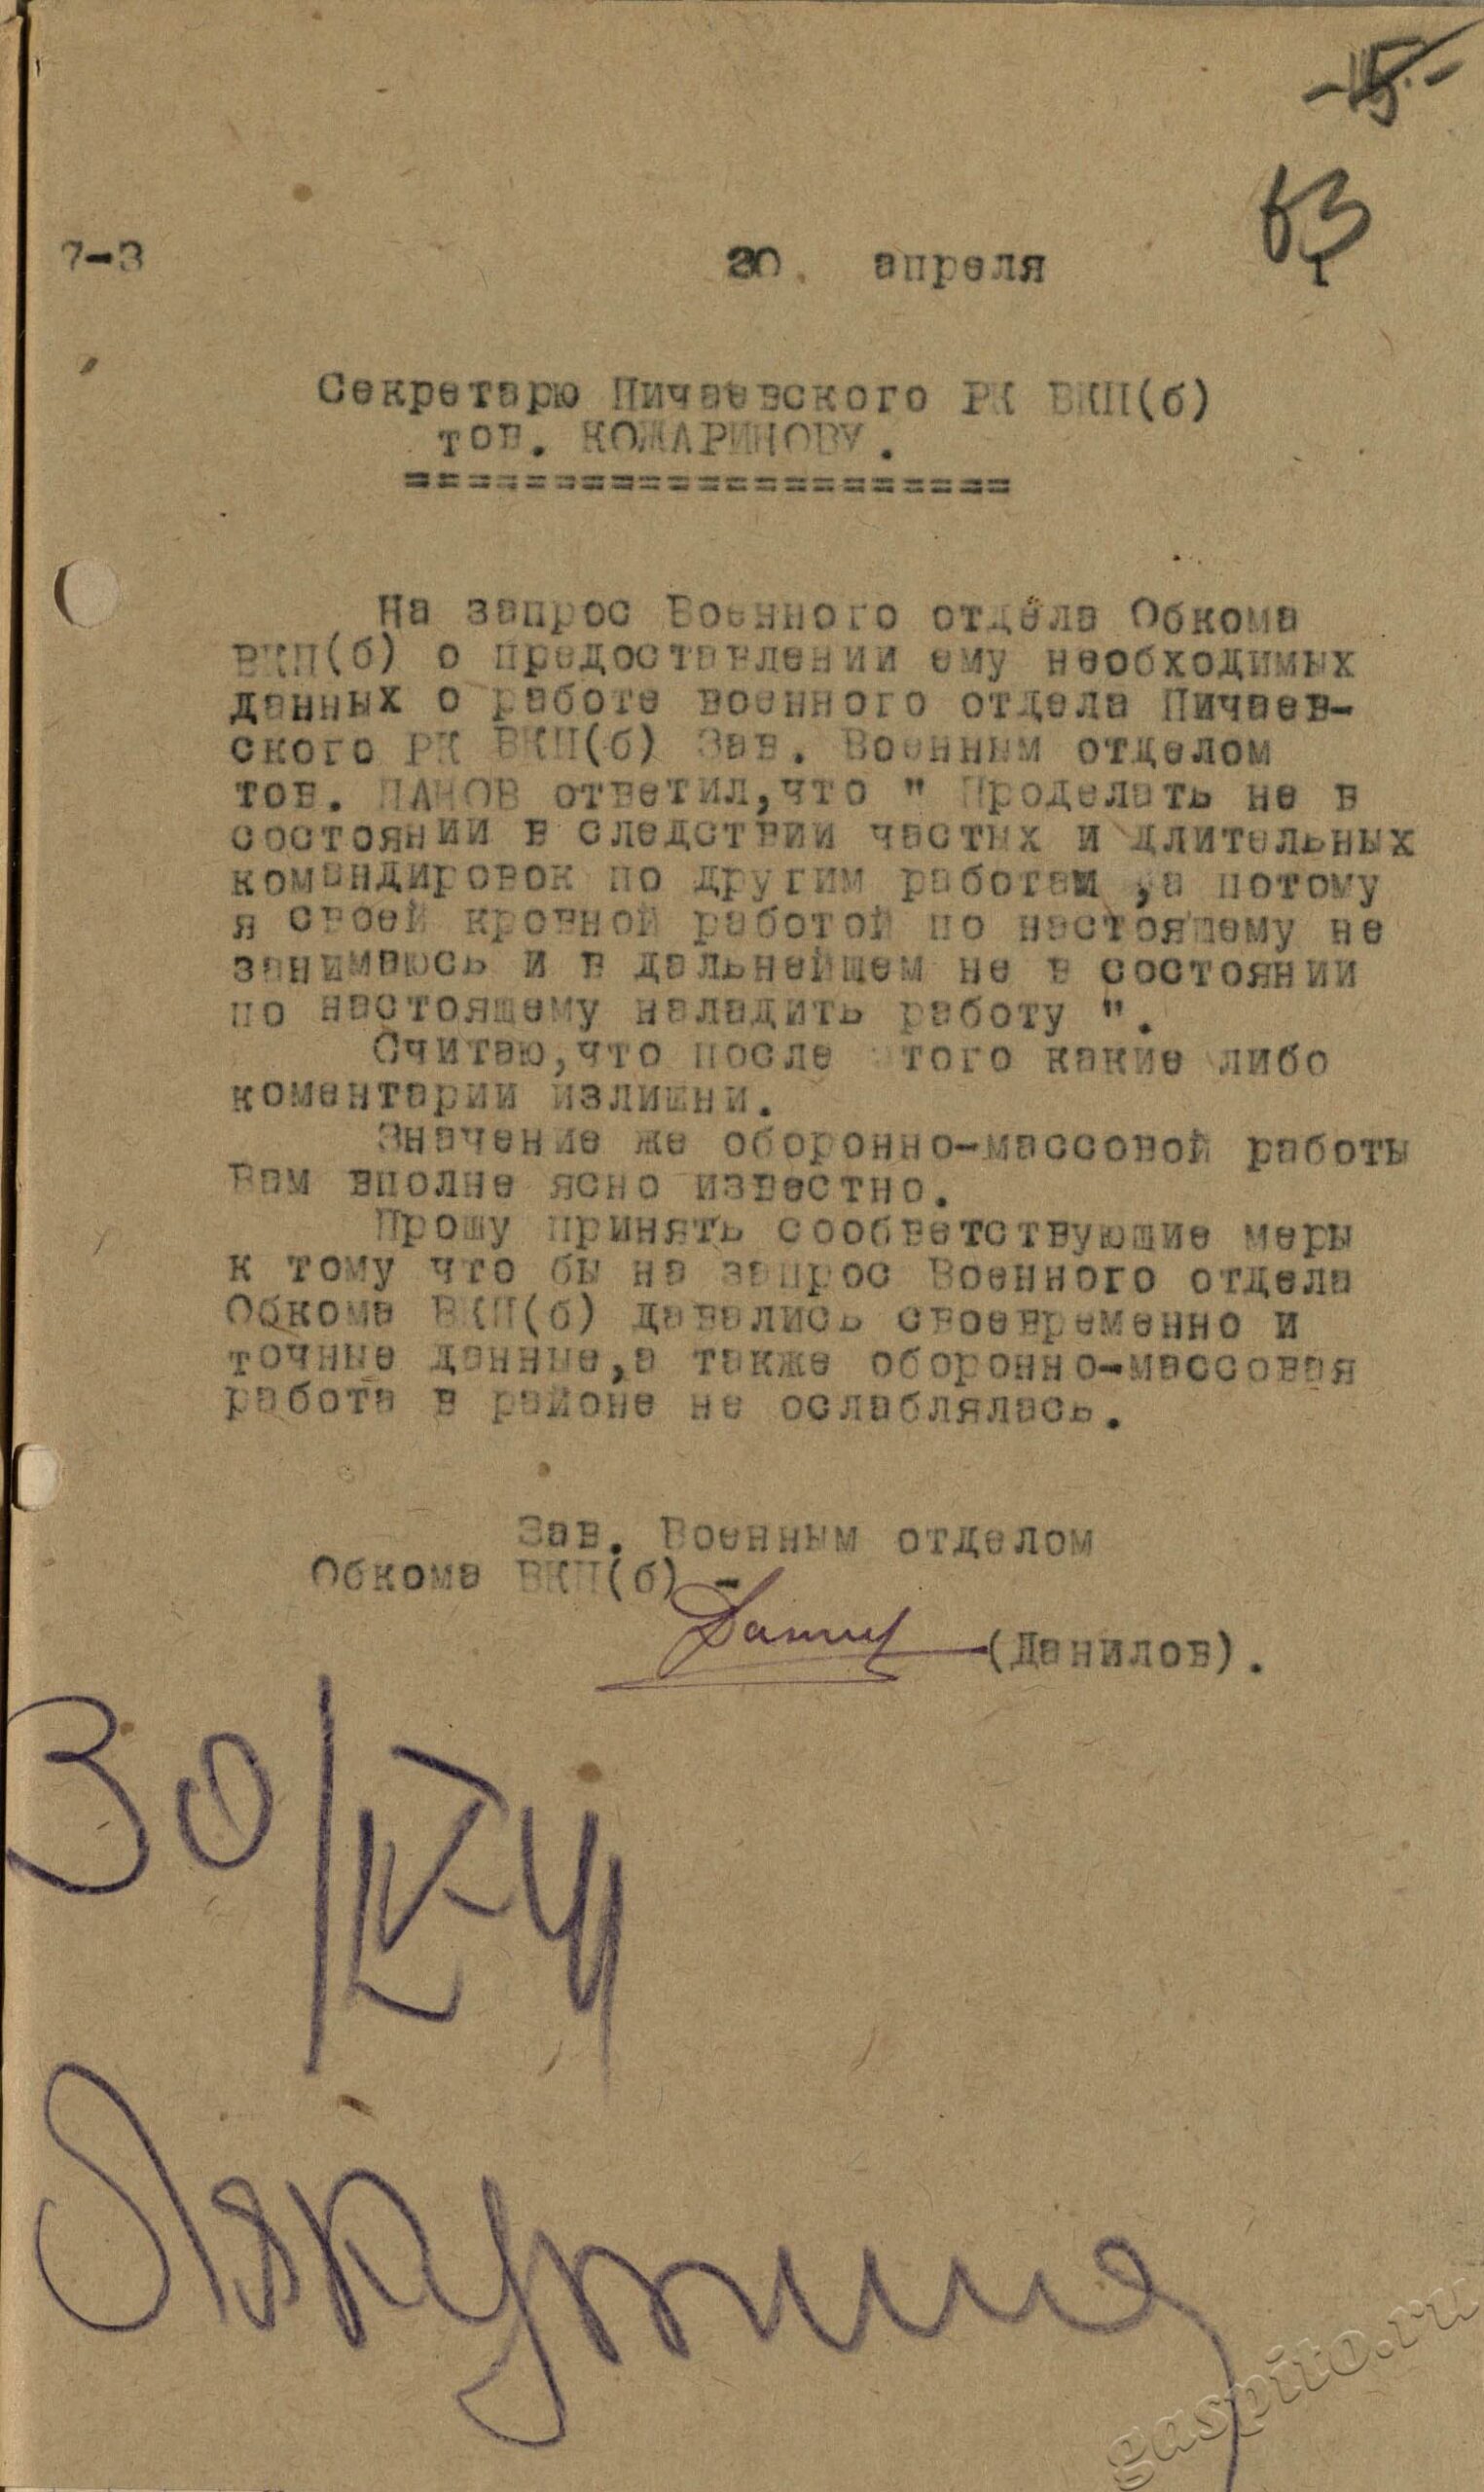 -15.-
63
7-3 20. апреля 1
Секретарю Пичаевского РК ВКП(б)
тов. КОЖАРИНОВУ.
=====================
На запрос Военного отдела Обкома
ВКП(б) о предоставлении ему необходимых
данных о работе военного отдела Пичаев-
ского РК ВКП(б) Зав. Военным отделом
тов. ПАНОВ ответил,что " Проделать не в
состоянии в следствии частых и длительных
командировок по другим работам ,а потому
я своей кровной работой по настоящему не
занимаюсь и в дальнейшем не в состоянии
по настоящему наладить работу ".
Считаю,что после этого какие либо
коментарии излишни.
Значение же оборонно-массовой работы
Вам вполне ясно известно.
Прошу принять сообветствующие меры
к тому что бы на запрос Военного отдела
Обкома ВКП(б) давались своевременно и
точные данные,а также оборонно-массовая
работа в районе не ослаблялась.
Зав. Военным отделом
Обкома ВКП(б) -
(Данилов).
30/IV-41
gaspito.ru